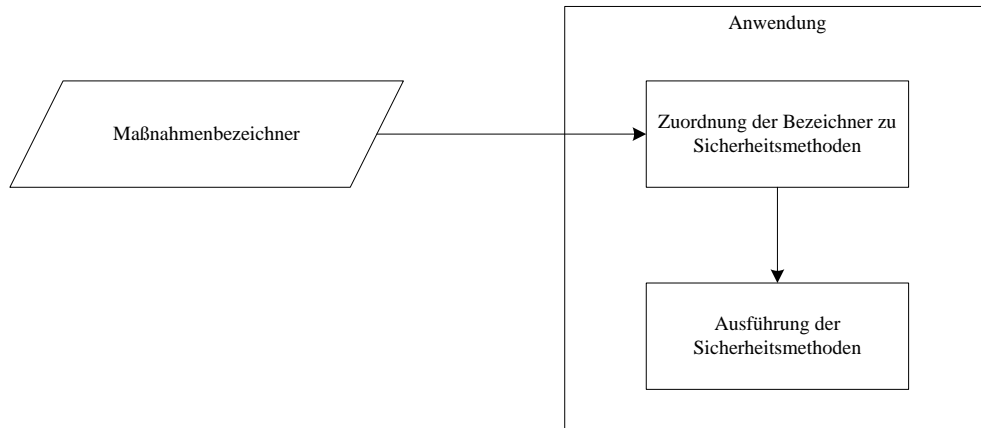 Anwendung
Maßnahmenbezeichner
Zuordnung der Bezeichner zu
Sicherheitsmethoden
Ausführung der
Sicherheitsmethoden